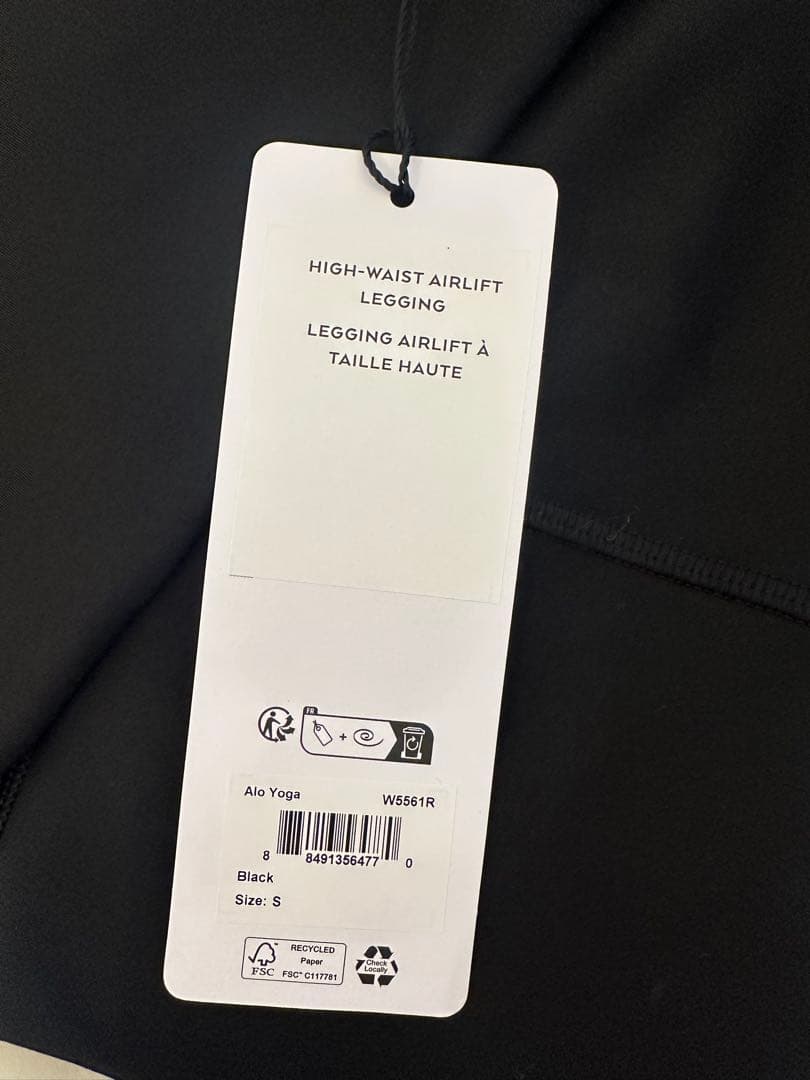 HIGH-WAIST AIRLIFT
LEGGING
LEGGING AIRLIFT À
TAILLE HAUTE
FR
+
Alo Yoga W5561R
8 8491356477 0
Black
Size: S
FSC
RECYCLED
Paper
FSC™ C117781
Check
Locally